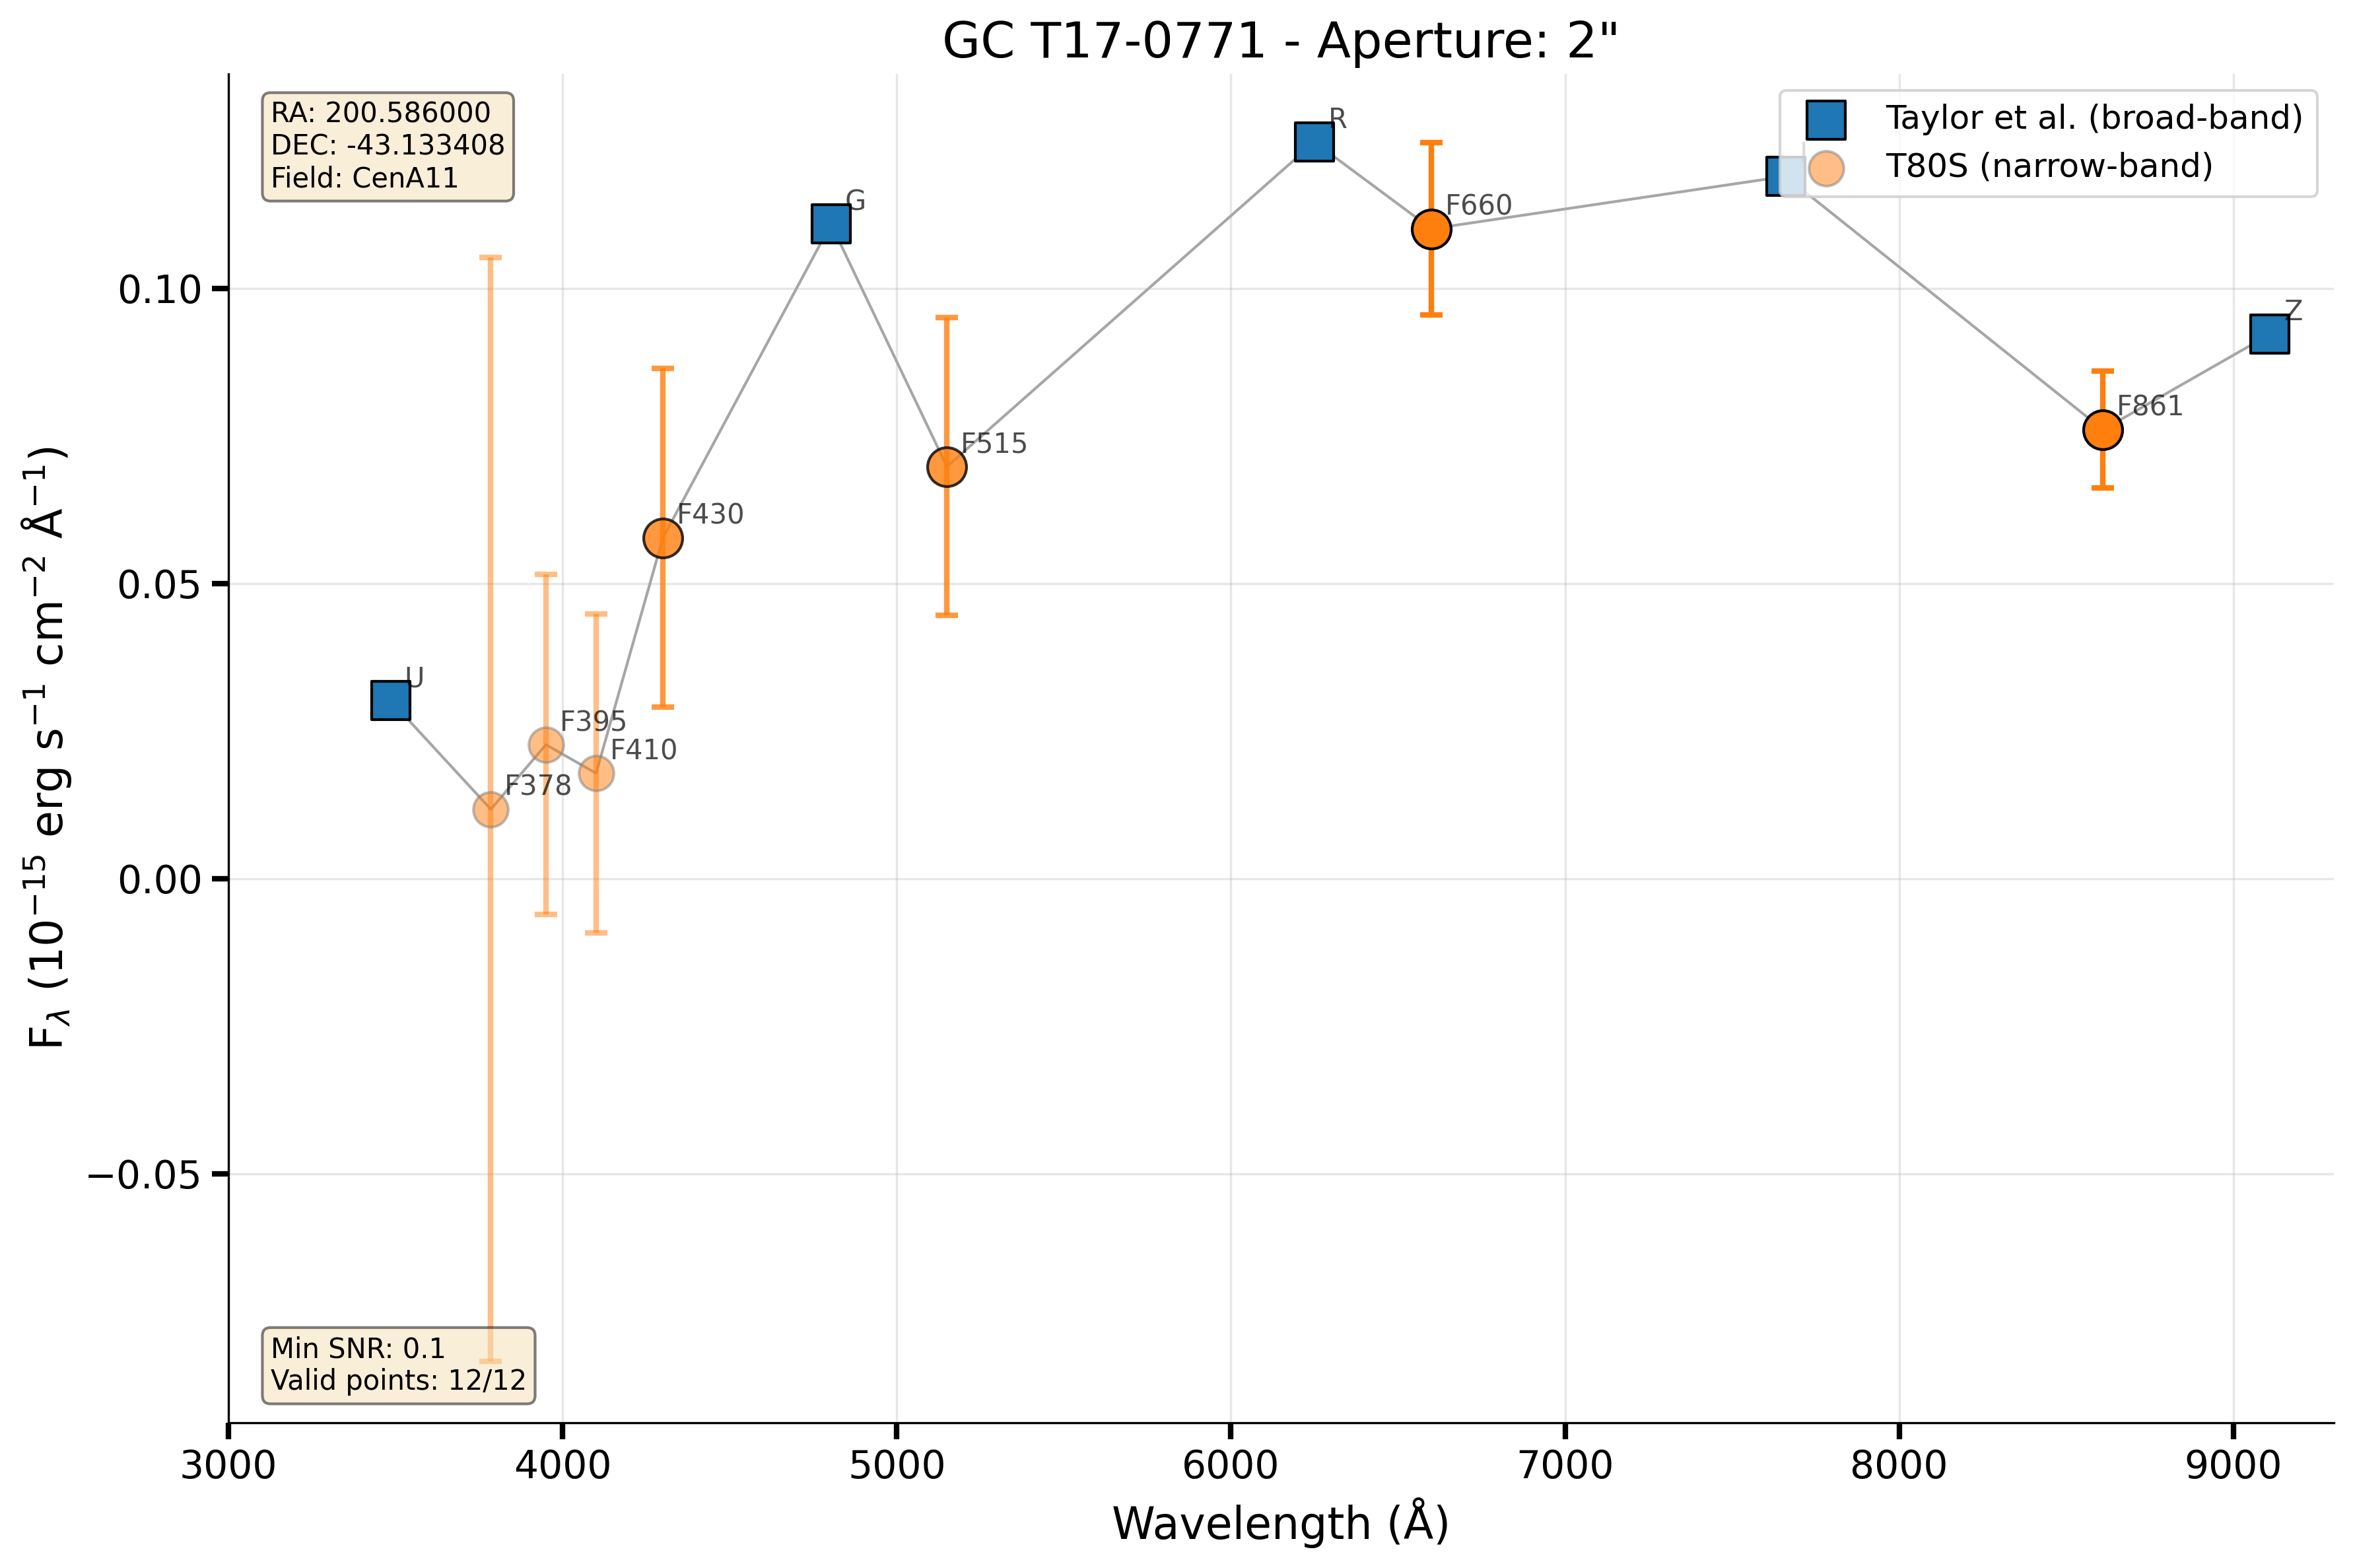 GC T17-0771 - Aperture: 2"
RA: 200.586000
DEC: -43.133408
Field: CenA11
Taylor et al. (broad-band)
T80S (narrow-band)
R
G
F660
Z
F861
F515
F430
U
F395
F410
F378
0.10
0.05
0.00
−0.05
F_λ (10⁻¹⁵ erg s⁻¹ cm⁻² Å⁻¹)
Min SNR: 0.1
Valid points: 12/12
3000 4000 5000 6000 7000 8000 9000
Wavelength (Å)